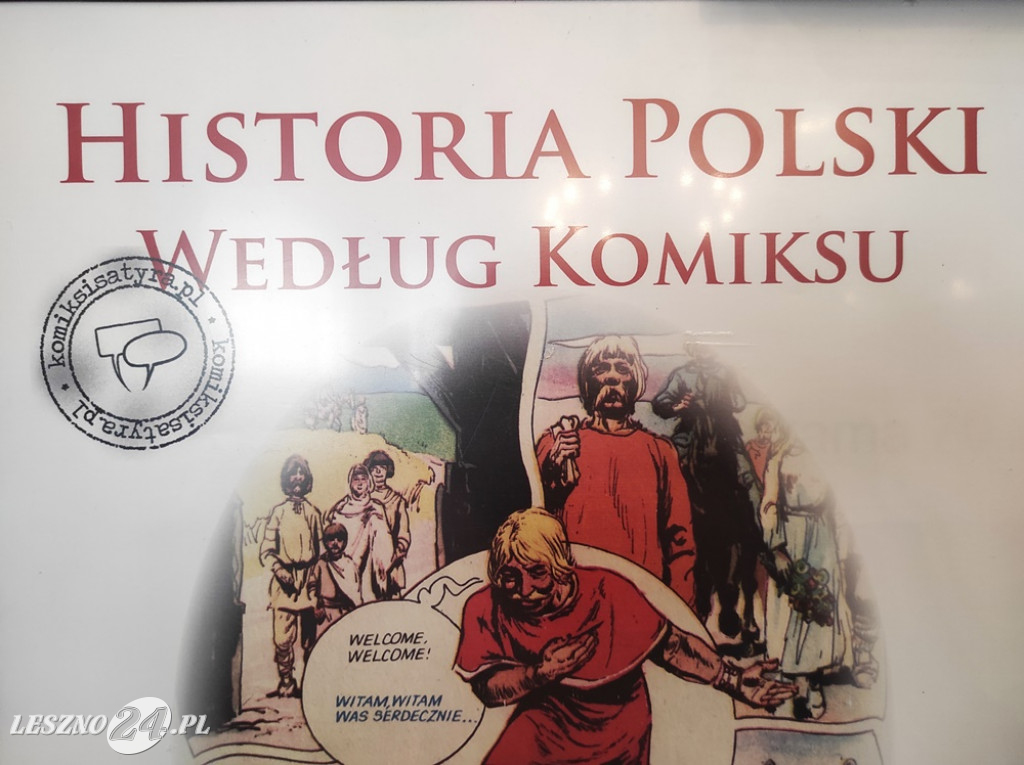 HISTORIA POLSKI
WEDŁUG KOMIKSU
komiksisatyra.pl
komiksisatyra.pl
WELCOME,
WELCOME!
WITAM, WITAM
WAS SERDECZNIE...
LESZNO24.PL